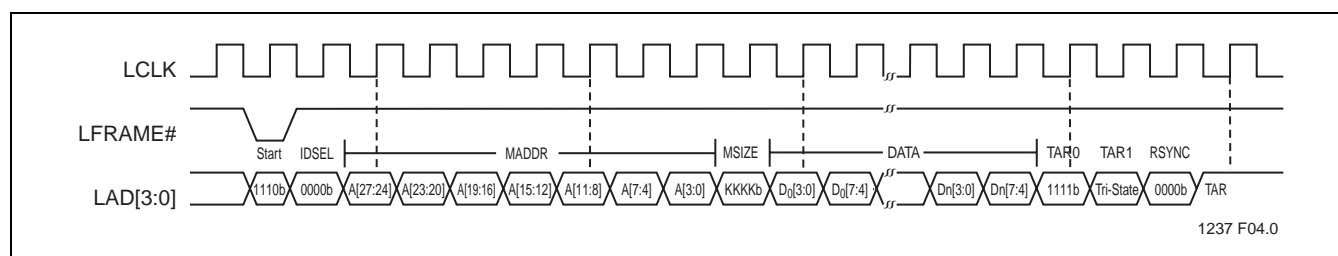 LCLK
LFRAME#
Start IDSEL MADDR MSIZE DATA TAR0 TAR1 RSYNC
LAD[3:0] 1110b 0000b A[27:24] A[23:20] A[19:16] A[15:12] A[11:8] A[7:4] A[3:0] KKKKb D0[3:0] D0[7:4] Dn[3:0] Dn[7:4] 1111b Tri-State 0000b TAR
1237 F04.0